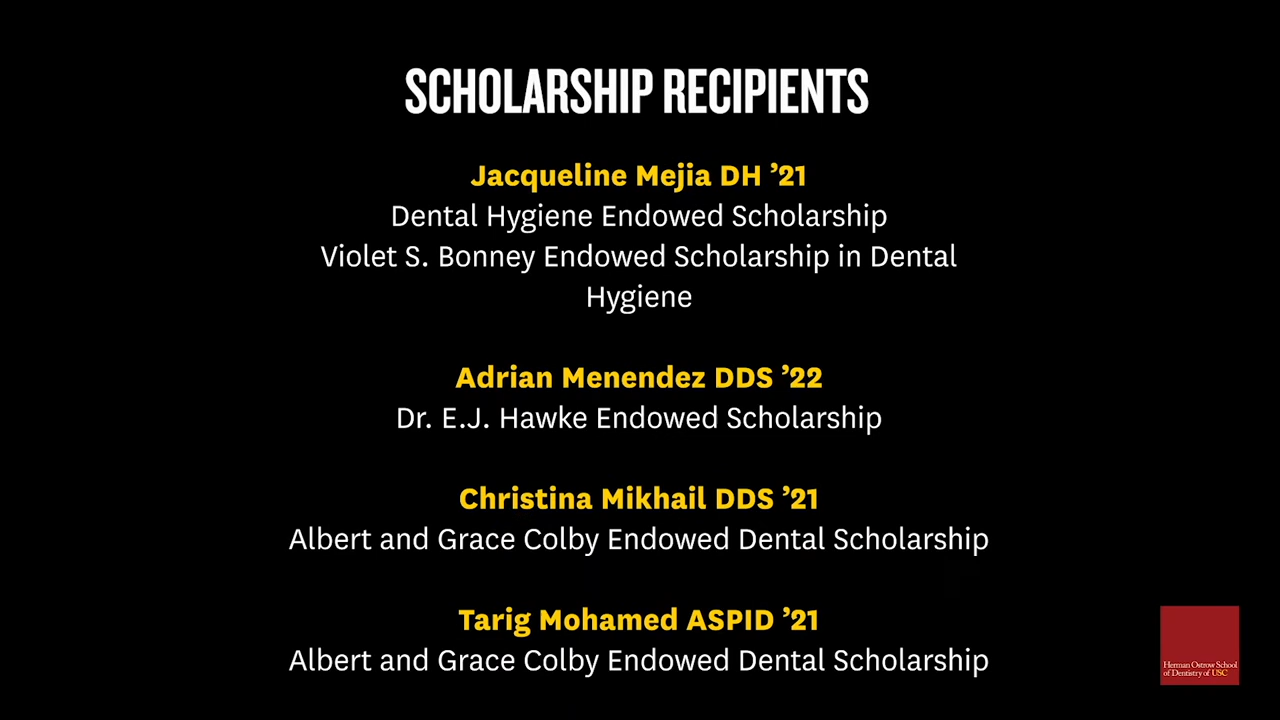 SCHOLARSHIP RECIPIENTS
Jacqueline Mejia DH ’21
Dental Hygiene Endowed Scholarship
Violet S. Bonney Endowed Scholarship in Dental
Hygiene
Adrian Menendez DDS ’22
Dr. E.J. Hawke Endowed Scholarship
Christina Mikhail DDS ’21
Albert and Grace Colby Endowed Dental Scholarship
Tarig Mohamed ASPID ’21
Albert and Grace Colby Endowed Dental Scholarship
Herman Ostrow School
of Dentistry of USC